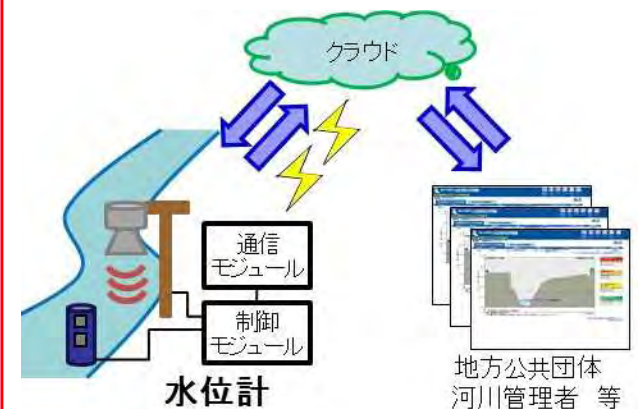 クラウド
通信
モジュール
制御
モジュール
水位計
地方公共団体
河川管理者 等